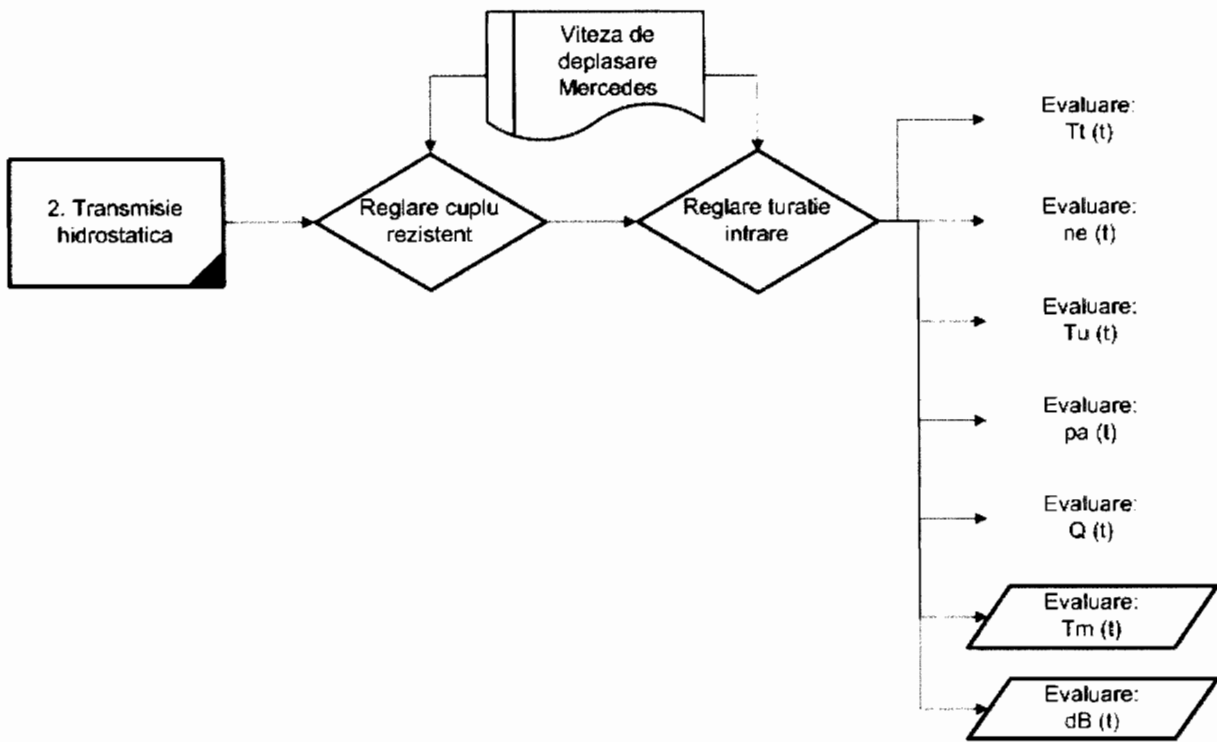 Viteza de
deplasare
Mercedes
2. Transmisie
hidrostatica
Reglare cuplu
rezistent
Reglare turatie
intrare
Evaluare:
Tt (t)
Evaluare:
ne (t)
Evaluare:
Tu (t)
Evaluare:
pa (t)
Evaluare:
Q (t)
Evaluare:
Tm (t)
Evaluare:
dB (t)